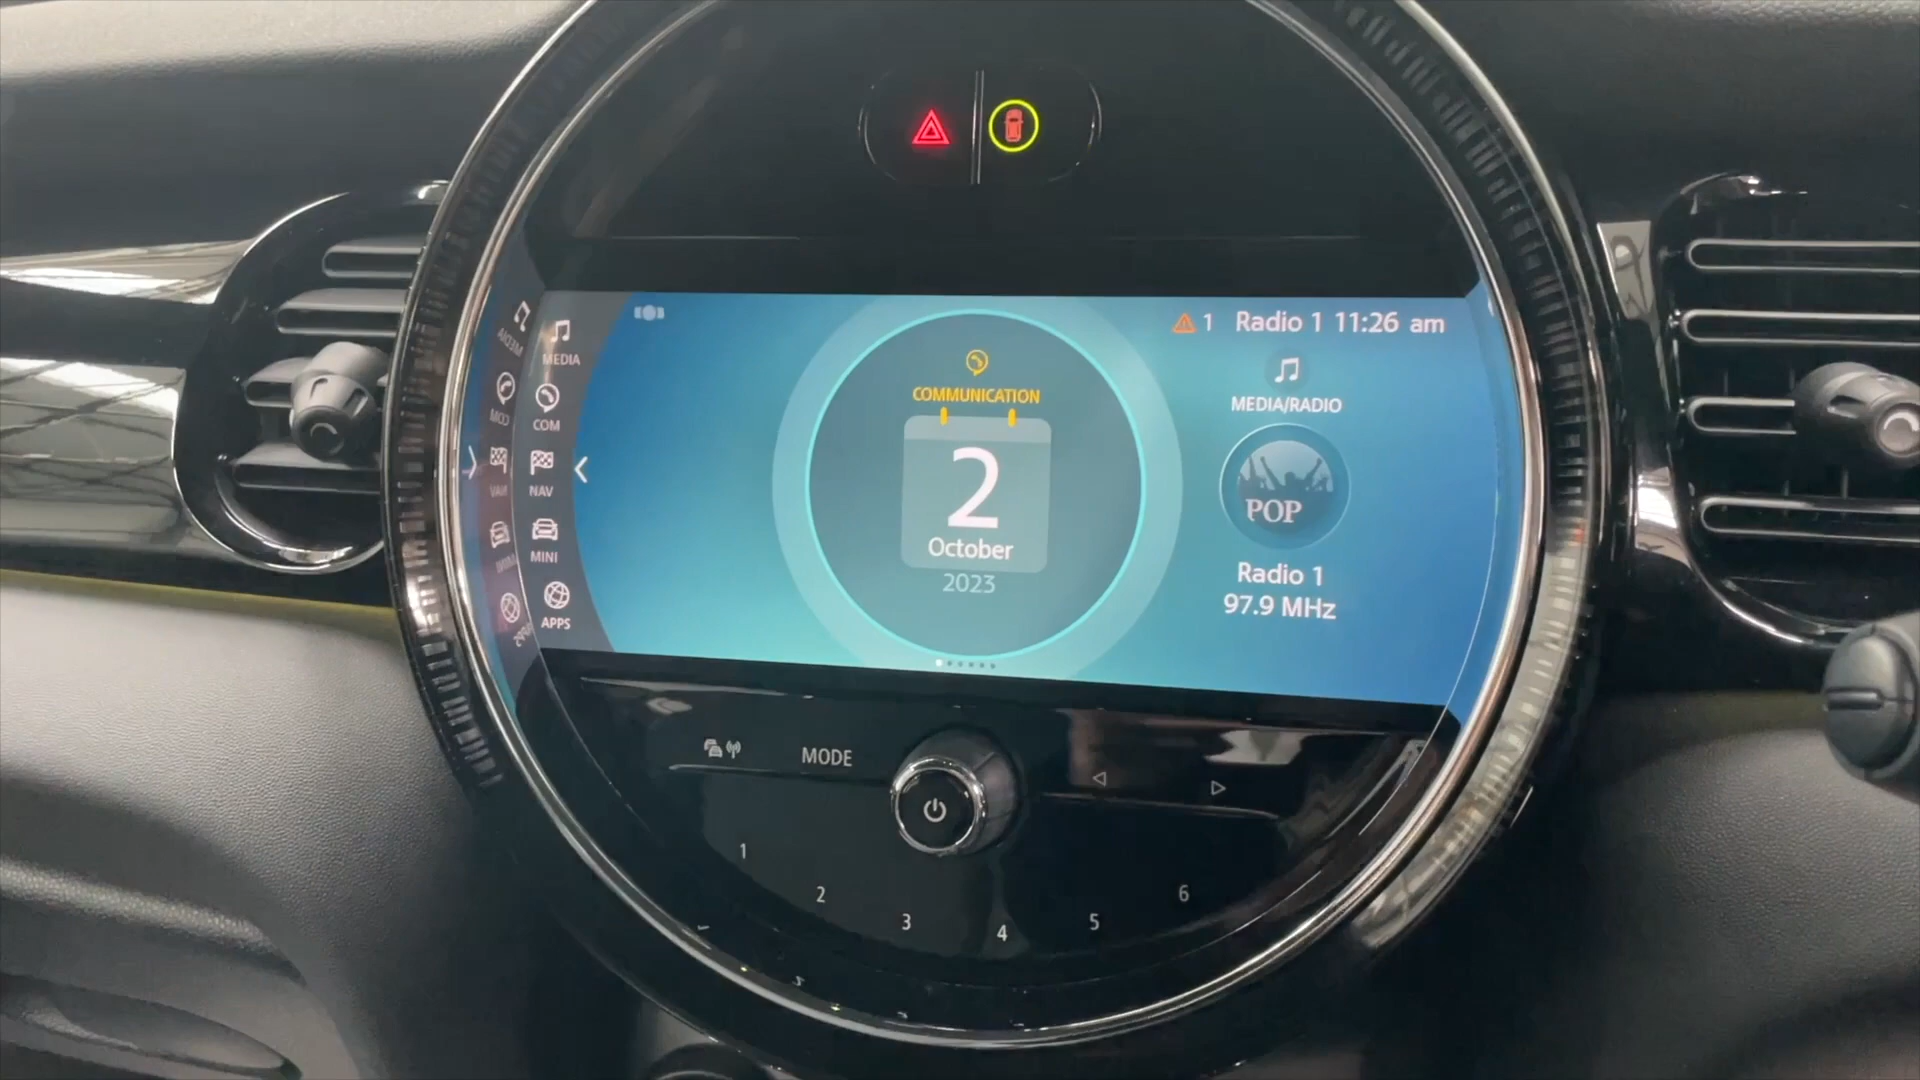 1 Radio 1 11:26 am
MEDIA
COM
NAV
MINI
APPS
COMMUNICATION
2
October
2023
MEDIA/RADIO
POP
Radio 1
97.9 MHz
MODE
1
2
3
4
5
6